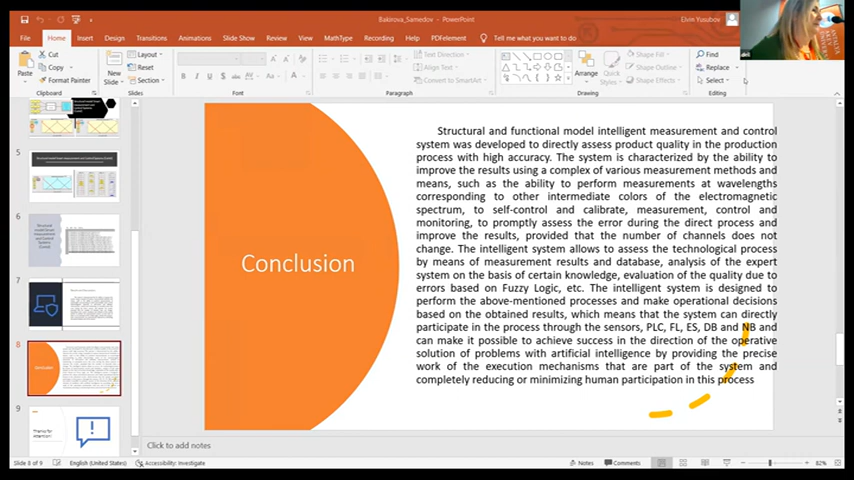 Bakirova_Samedov - PowerPoint
Elvin Yusubov
File Home Insert Design Transitions Animations Slide Show Review View MathType Recording Help PDFelement Tell me what you want to do
Cut
Copy
Format Painter
Paste
Clipboard
New Slides
Layout
Reset
Section
Slides
Font
Text Direction
Align Text
Convert to SmartArt
Paragraph
Arrange
Quick Styles
Shape Fill
Shape Outline
Shape Effects
Drawing
Find
Replace
Select
Editing
5
6
7
8
9
Conclusion
Thanks for Attention
Conclusion
Structural and functional model intelligent measurement and control
system was developed to directly assess product quality in the production
process with high accuracy. The system is characterized by the ability to
improve the results using a complex of various measurement methods and
means, such as the ability to perform measurements at wavelengths
corresponding to other intermediate colors of the electromagnetic
spectrum, to self-control and calibrate, measurement, control and
monitoring, to promptly assess the error during the direct process and
improve the results, provided that the number of channels does not
change. The intelligent system allows to assess the technological process
by means of measurement results and database, analysis of the expert
system on the basis of certain knowledge, evaluation of the quality due to
errors based on Fuzzy Logic, etc. The intelligent system is designed to
perform the above-mentioned processes and make operational decisions
based on the obtained results, which means that the system can directly
participate in the process through the sensors, PLC, FL, ES, DB and NB and
can make it possible to achieve success in the direction of the operative
solution of problems with artificial intelligence by providing the precise
work of the execution mechanisms that are part of the system and
completely reducing or minimizing human participation in this process
Click to add notes
Slide 8 of 9 English (United States) Accessibility: Investigate Notes Comments 82%